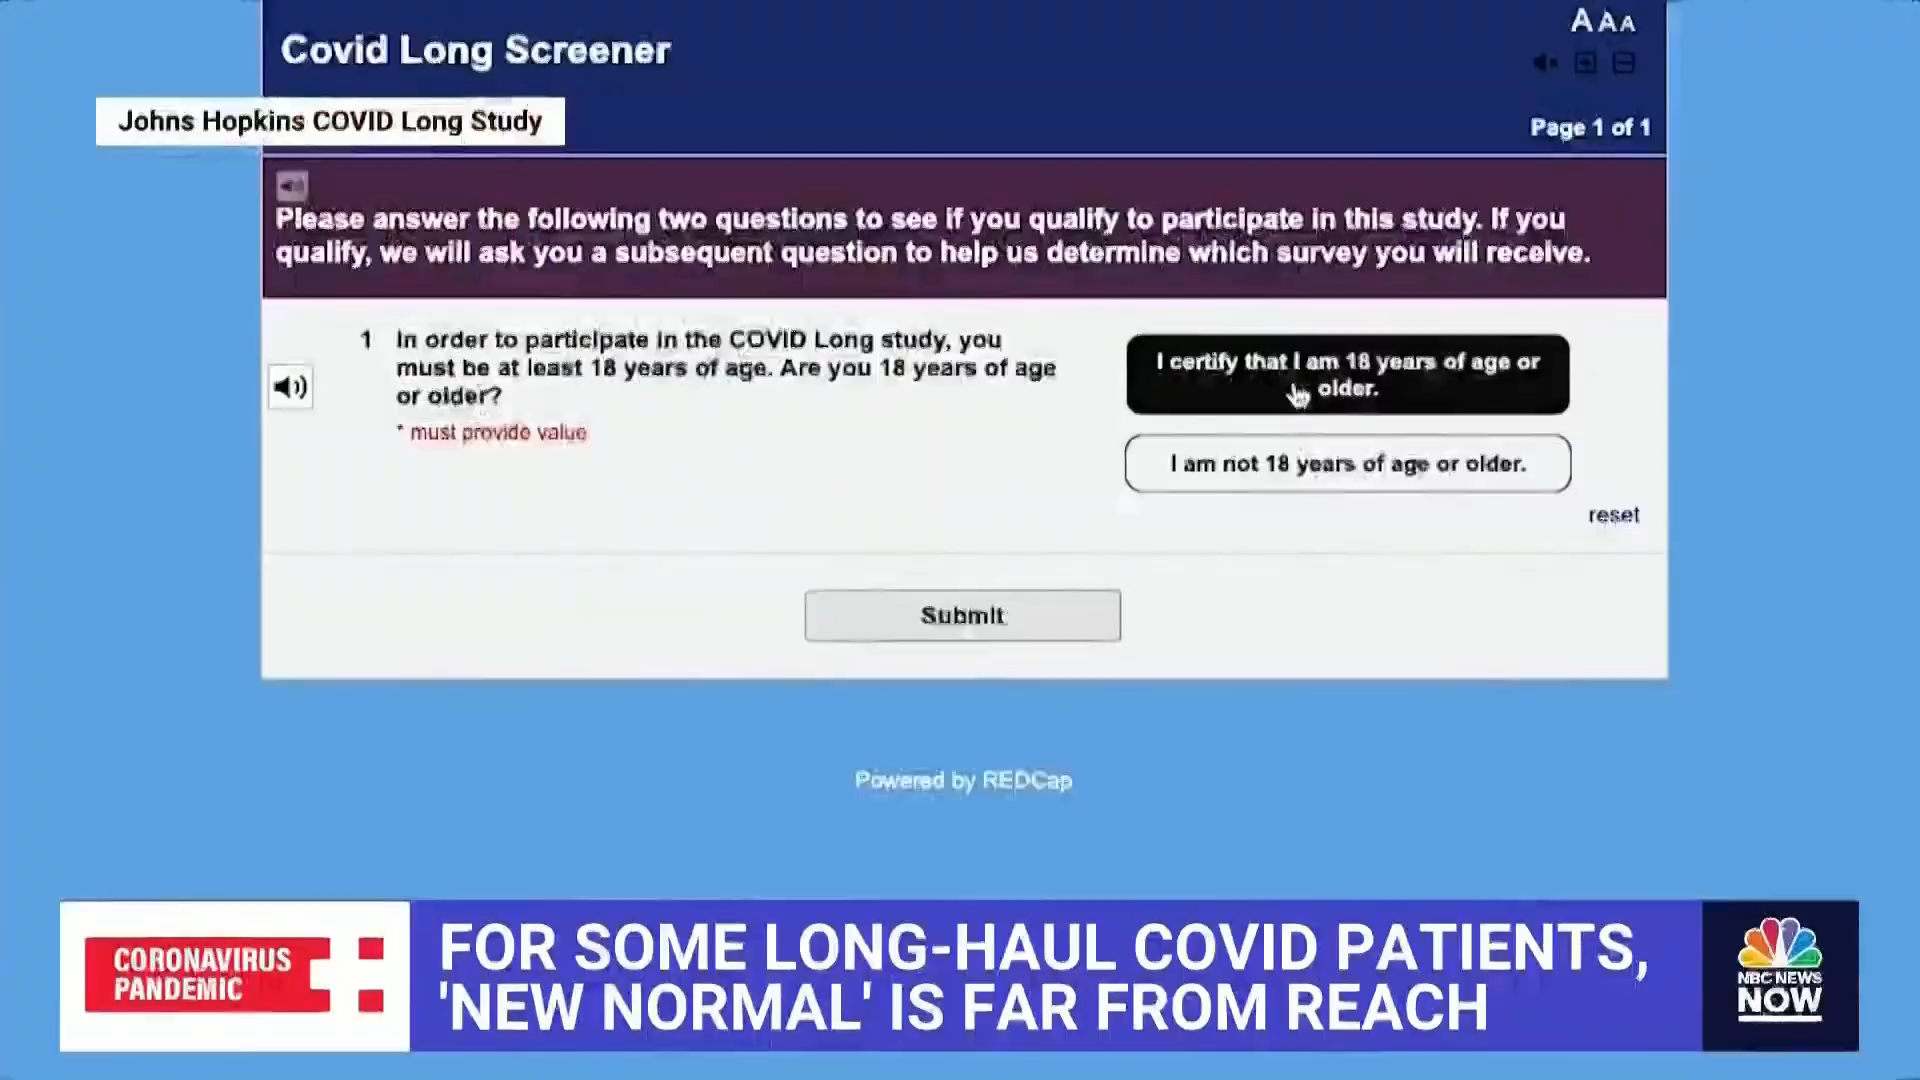 Covid Long Screener
A A A
Johns Hopkins COVID Long Study
Page 1 of 1
Please answer the following two questions to see if you qualify to participate in this study. If you
qualify, we will ask you a subsequent question to help us determine which survey you will receive.
1 In order to participate in the COVID Long study, you
must be at least 18 years of age. Are you 18 years of age
or older?
* must provide value
I certify that I am 18 years of age or
older.
I am not 18 years of age or older.
reset
Submit
Powered by REDCap
CORONAVIRUS
PANDEMIC
FOR SOME LONG-HAUL COVID PATIENTS,
'NEW NORMAL' IS FAR FROM REACH
NBC NEWS
NOW